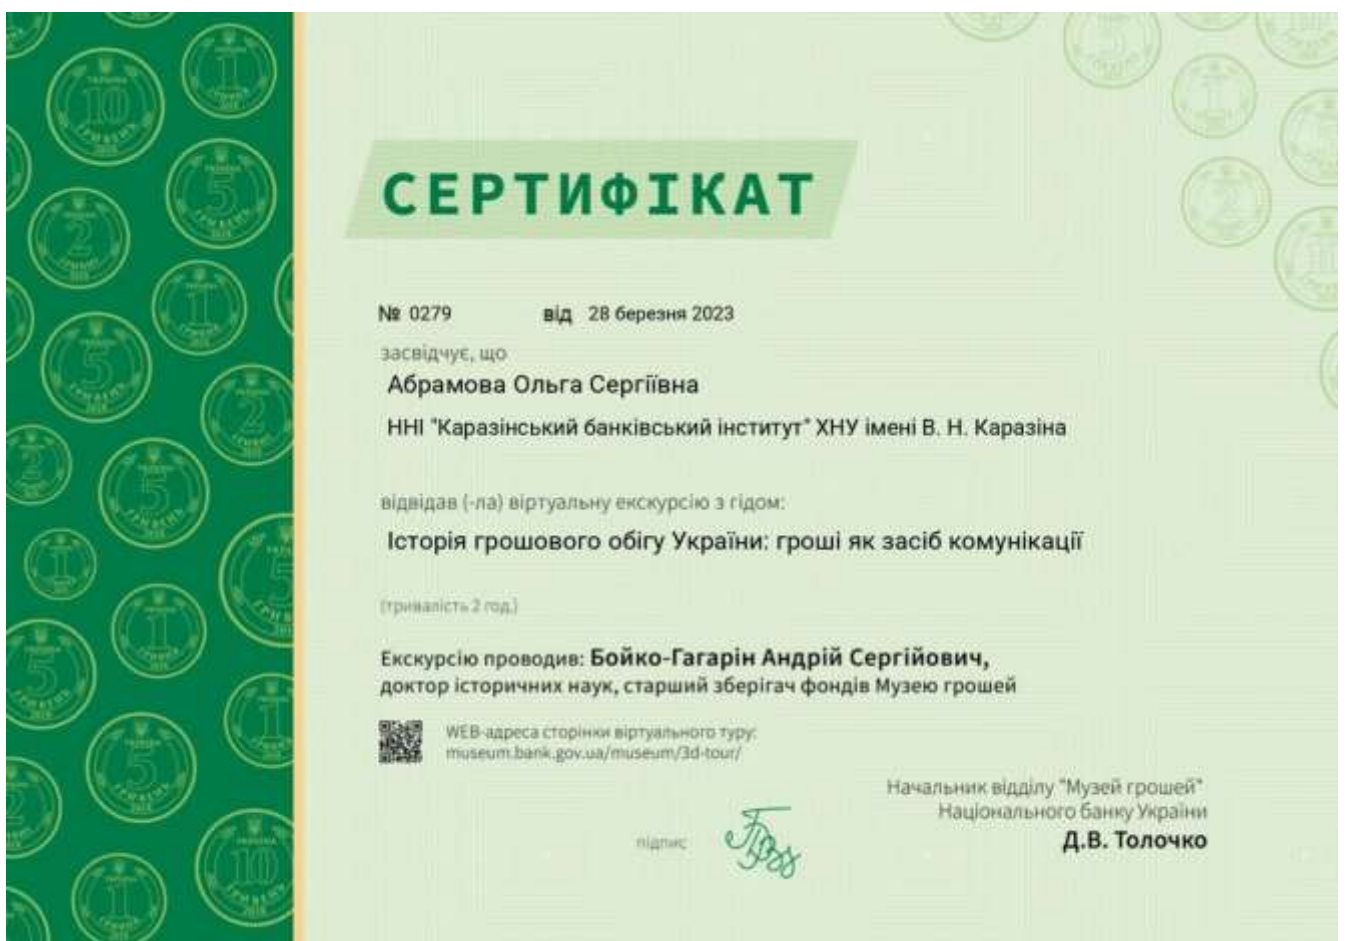 СЕРТИФІКАТ
№ 0279 від 28 березня 2023
засвідчує, що
Абрамова Ольга Сергіївна
ННІ "Каразінський банківський інститут" ХНУ імені В. Н. Каразіна
відвідав (-ла) віртуальну екскурсію з гідом:
Історія грошового обігу України: гроші як засіб комунікації
(тривалість 2 год.)
Екскурсію проводив: Бойко-Гагарін Андрій Сергійович,
доктор історичних наук, старший зберігач фондів Музею грошей
WEB-адреса сторінки віртуального туру:
museum.bank.gov.ua/museum/3d-tour/
Начальник відділу "Музей грошей"
Національного банку України
підпис Д.В. Толочко